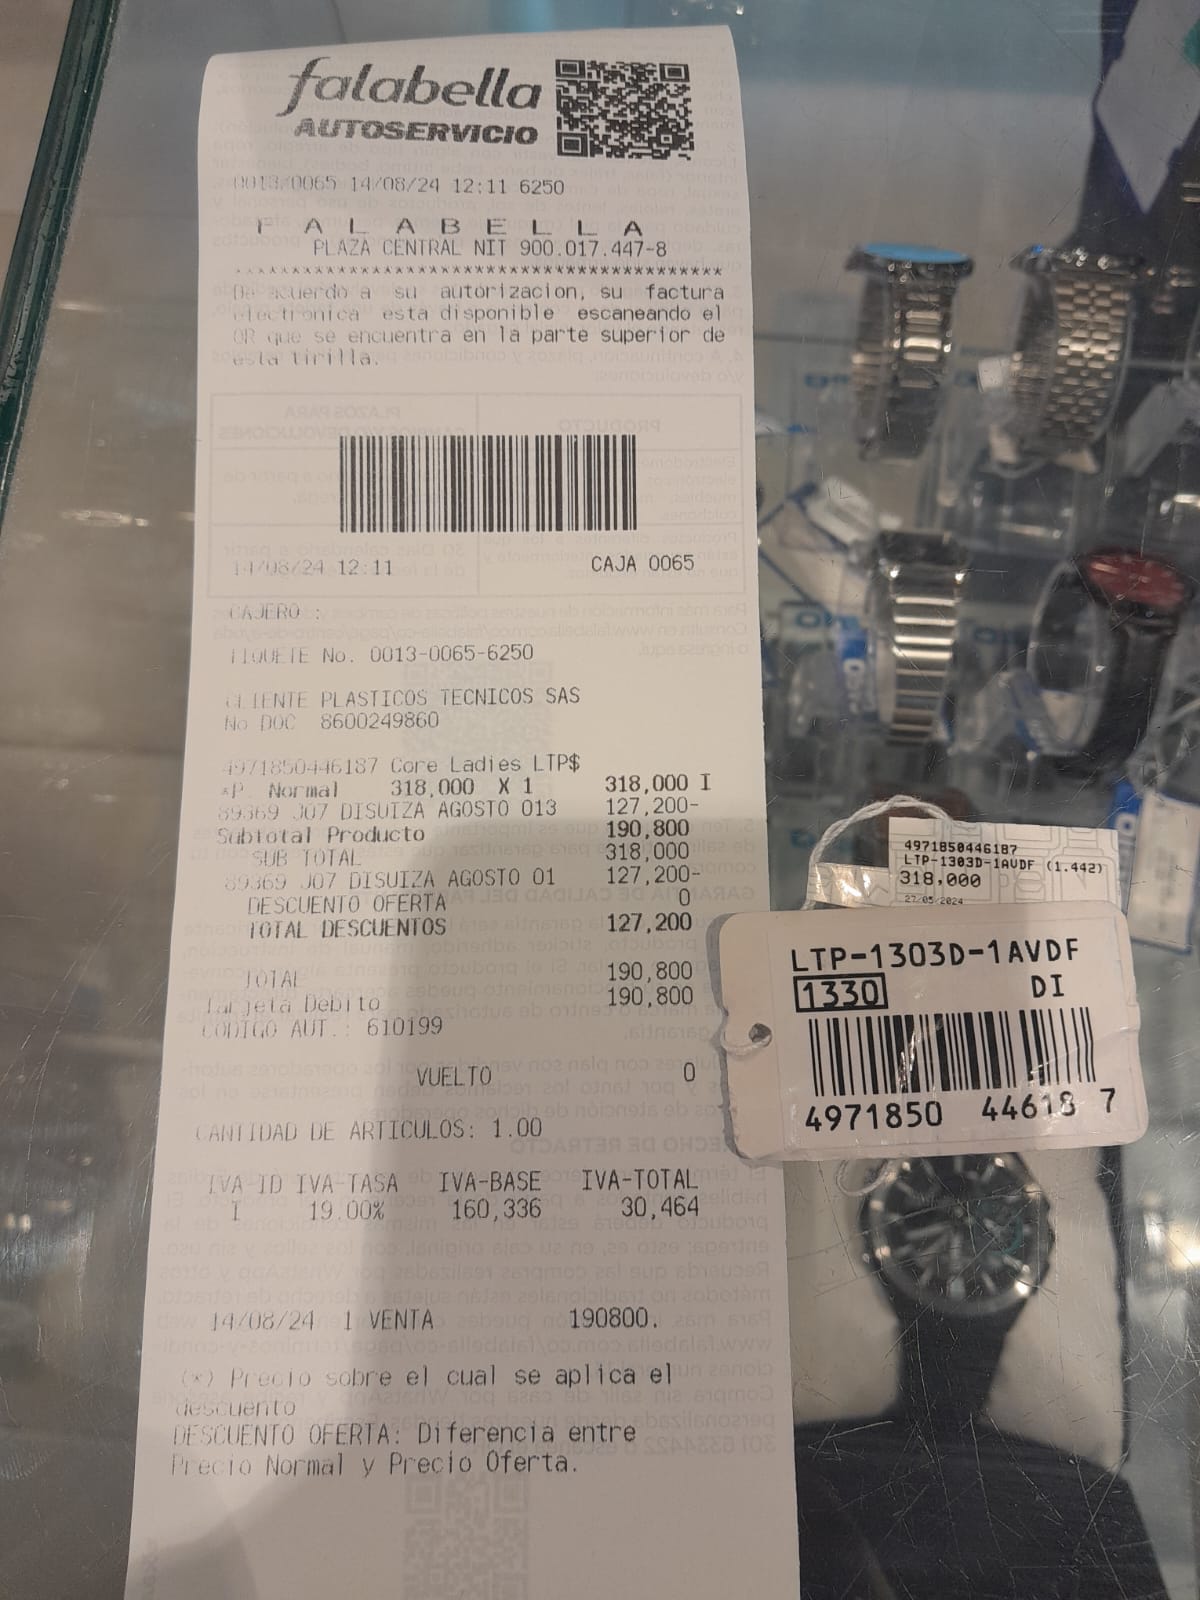 falabella
AUTOSERVICIO
0013/0065 14/08/24 12:11 6250
F A L A B E L L A
PLAZA CENTRAL NIT 900.017.447-8
*******************************************
De acuerdo a su autorizacion, su factura
electronica esta disponible escaneando el
QR que se encuentra en la parte superior de
esta tirilla.
14/08/24 12:11 CAJA 0065
CAJERO :
TIQUETE No. 0013-0065-6250
CLIENTE PLASTICOS TECNICOS SAS
No DOC 8600249860
4971850446187 Core Ladies LTP$
*P. Normal 318,000 X 1 318,000 I
89369 J07 DISUIZA AGOSTO 013 127,200-
Subtotal Producto 190,800
SUB TOTAL 318,000
89369 J07 DISUIZA AGOSTO 01 127,200-
DESCUENTO OFERTA 0
TOTAL DESCUENTOS 127,200
TOTAL 190,800
Tarjeta Debito 190,800
CODIGO AUT.: 610199
VUELTO 0
CANTIDAD DE ARTICULOS: 1.00
IVA-ID IVA-TASA IVA-BASE IVA-TOTAL
I 19.00% 160,336 30,464
14/08/24 1 VENTA 190800.
(*) Precio sobre el cual se aplica el
descuento
DESCUENTO OFERTA: Diferencia entre
Precio Normal y Precio Oferta.
4971850446187
LTP-1303D-1AVDF (1.442)
318,000
27/05/2024
LTP-1303D-1AVDF
1330 DI
4971850 44618 7